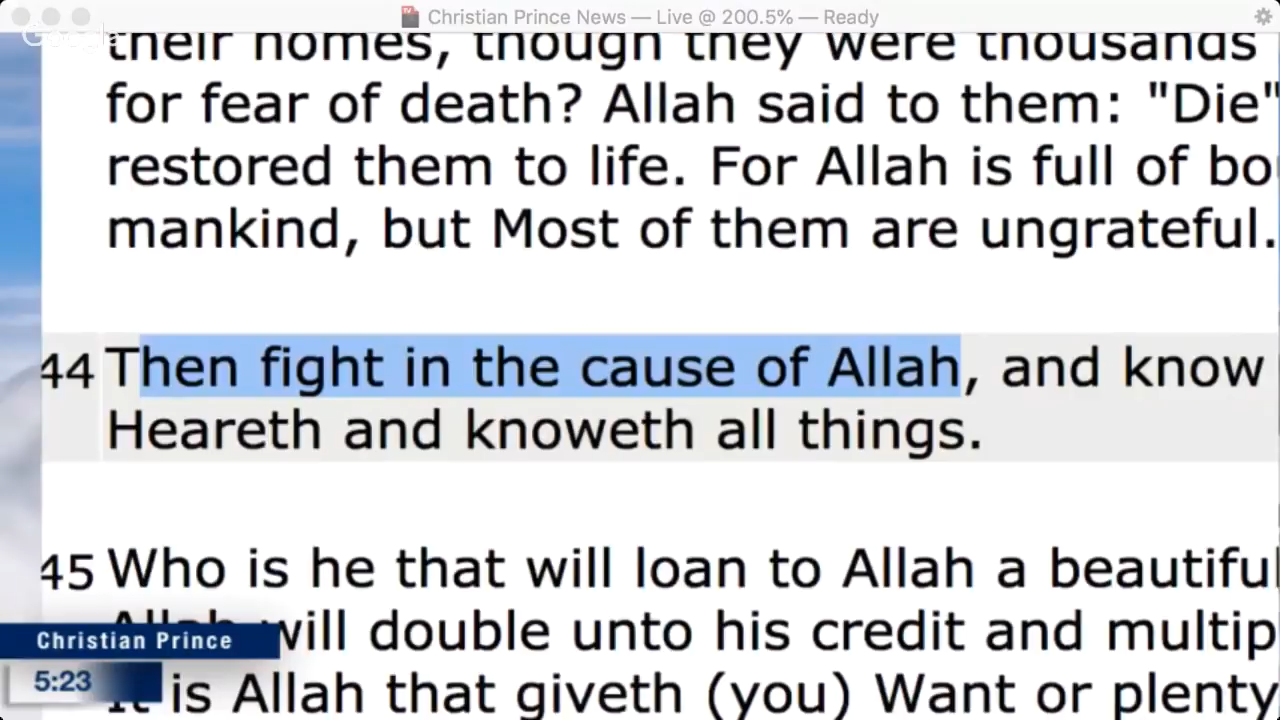 Christian Prince News — Live @ 200.5% — Ready
Google
their homes, though they were thousands
for fear of death? Allah said to them: "Die"
restored them to life. For Allah is full of bo
mankind, but Most of them are ungrateful.
44 Then fight in the cause of Allah, and know
Heareth and knoweth all things.
45 Who is he that will loan to Allah a beautiful
Allah will double unto his credit and multip
Christian Prince
5:23
It is Allah that giveth (you) Want or plenty